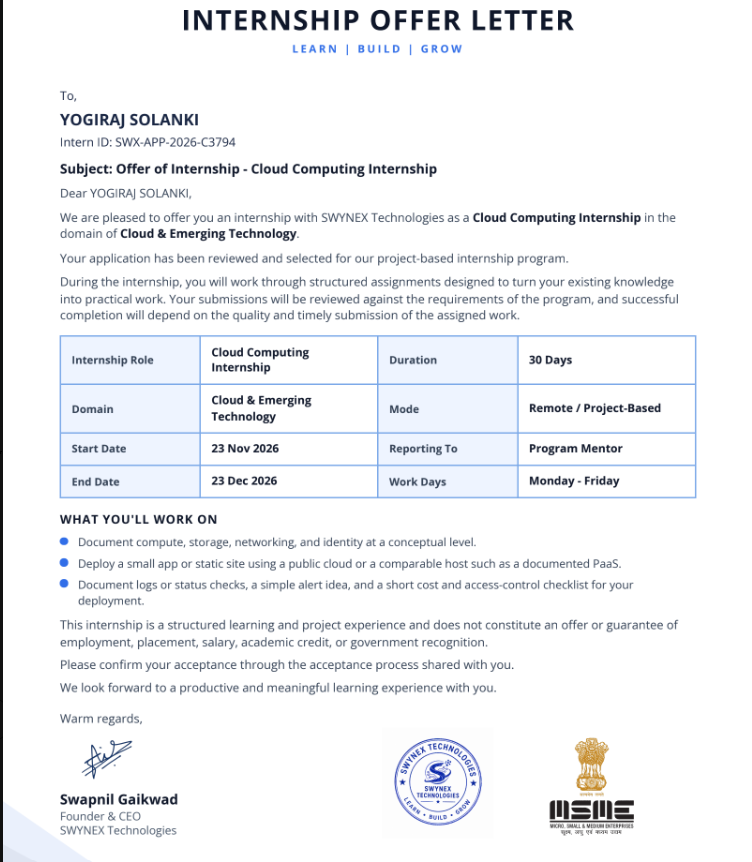 INTERNSHIP OFFER LETTER
LEARN | BUILD | GROW
To,
YOGIRAJ SOLANKI
Intern ID: SWX-APP-2026-C3794
Subject: Offer of Internship - Cloud Computing Internship
Dear YOGIRAJ SOLANKI,
We are pleased to offer you an internship with SWYNEX Technologies as a Cloud Computing Internship in the
domain of Cloud & Emerging Technology.
Your application has been reviewed and selected for our project-based internship program.
During the internship, you will work through structured assignments designed to turn your existing knowledge
into practical work. Your submissions will be reviewed against the requirements of the program, and successful
completion will depend on the quality and timely submission of the assigned work.
Internship Role
Cloud Computing
Internship
Duration
30 Days
Domain
Cloud & Emerging
Technology
Mode
Remote / Project-Based
Start Date
23 Nov 2026
Reporting To
Program Mentor
End Date
23 Dec 2026
Work Days
Monday - Friday
WHAT YOU'LL WORK ON
Document compute, storage, networking, and identity at a conceptual level.
Deploy a small app or static site using a public cloud or a comparable host such as a documented PaaS.
Document logs or status checks, a simple alert idea, and a short cost and access-control checklist for your
deployment.
This internship is a structured learning and project experience and does not constitute an offer or guarantee of
employment, placement, salary, academic credit, or government recognition.
Please confirm your acceptance through the acceptance process shared with you.
We look forward to a productive and meaningful learning experience with you.
Warm regards,
Swapnil Gaikwad
Founder & CEO
SWYNEX Technologies
SWYNEX TECHNOLOGIES
SWYNEX
TECHNOLOGIES
LEARN • BUILD • GROW
MSME
MICRO, SMALL & MEDIUM ENTERPRISES
सूक्ष्म, लघु एवं मध्यम उद्यम